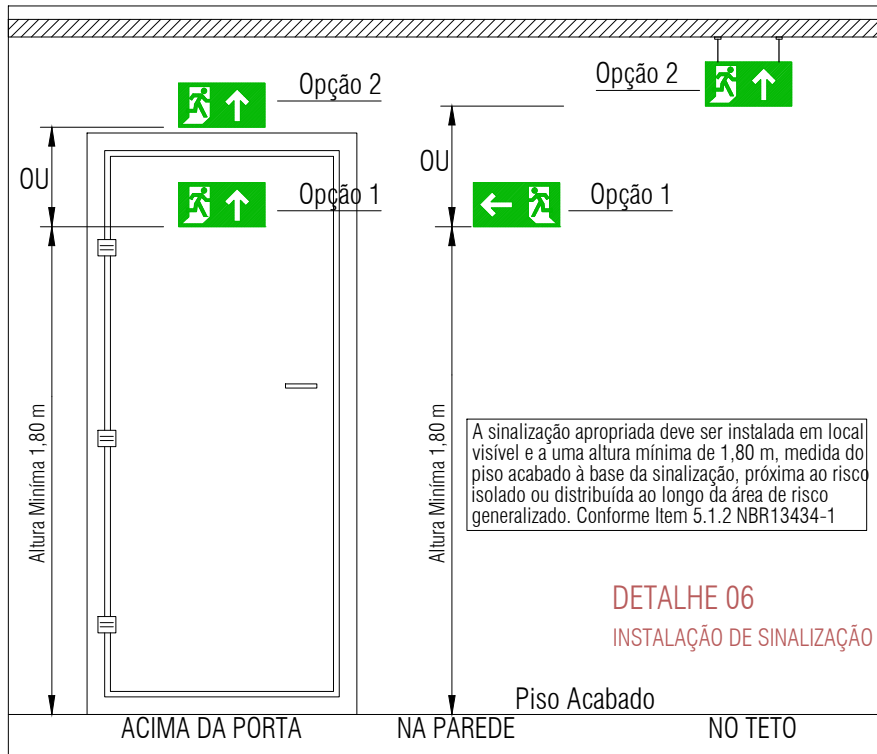 Opção 2
Opção 2
OU
OU
Opção 1
Opção 1
Altura Miníma 1,80 m
Altura Miníma 1,80 m
A sinalização apropriada deve ser instalada em local
visível e a uma altura mínima de 1,80 m, medida do
piso acabado à base da sinalização, próxima ao risco
isolado ou distribuída ao longo da área de risco
generalizado. Conforme Item 5.1.2 NBR13434-1
DETALHE 06
INSTALAÇÃO DE SINALIZAÇÃO
Piso Acabado
ACIMA DA PORTA
NA PAREDE
NO TETO